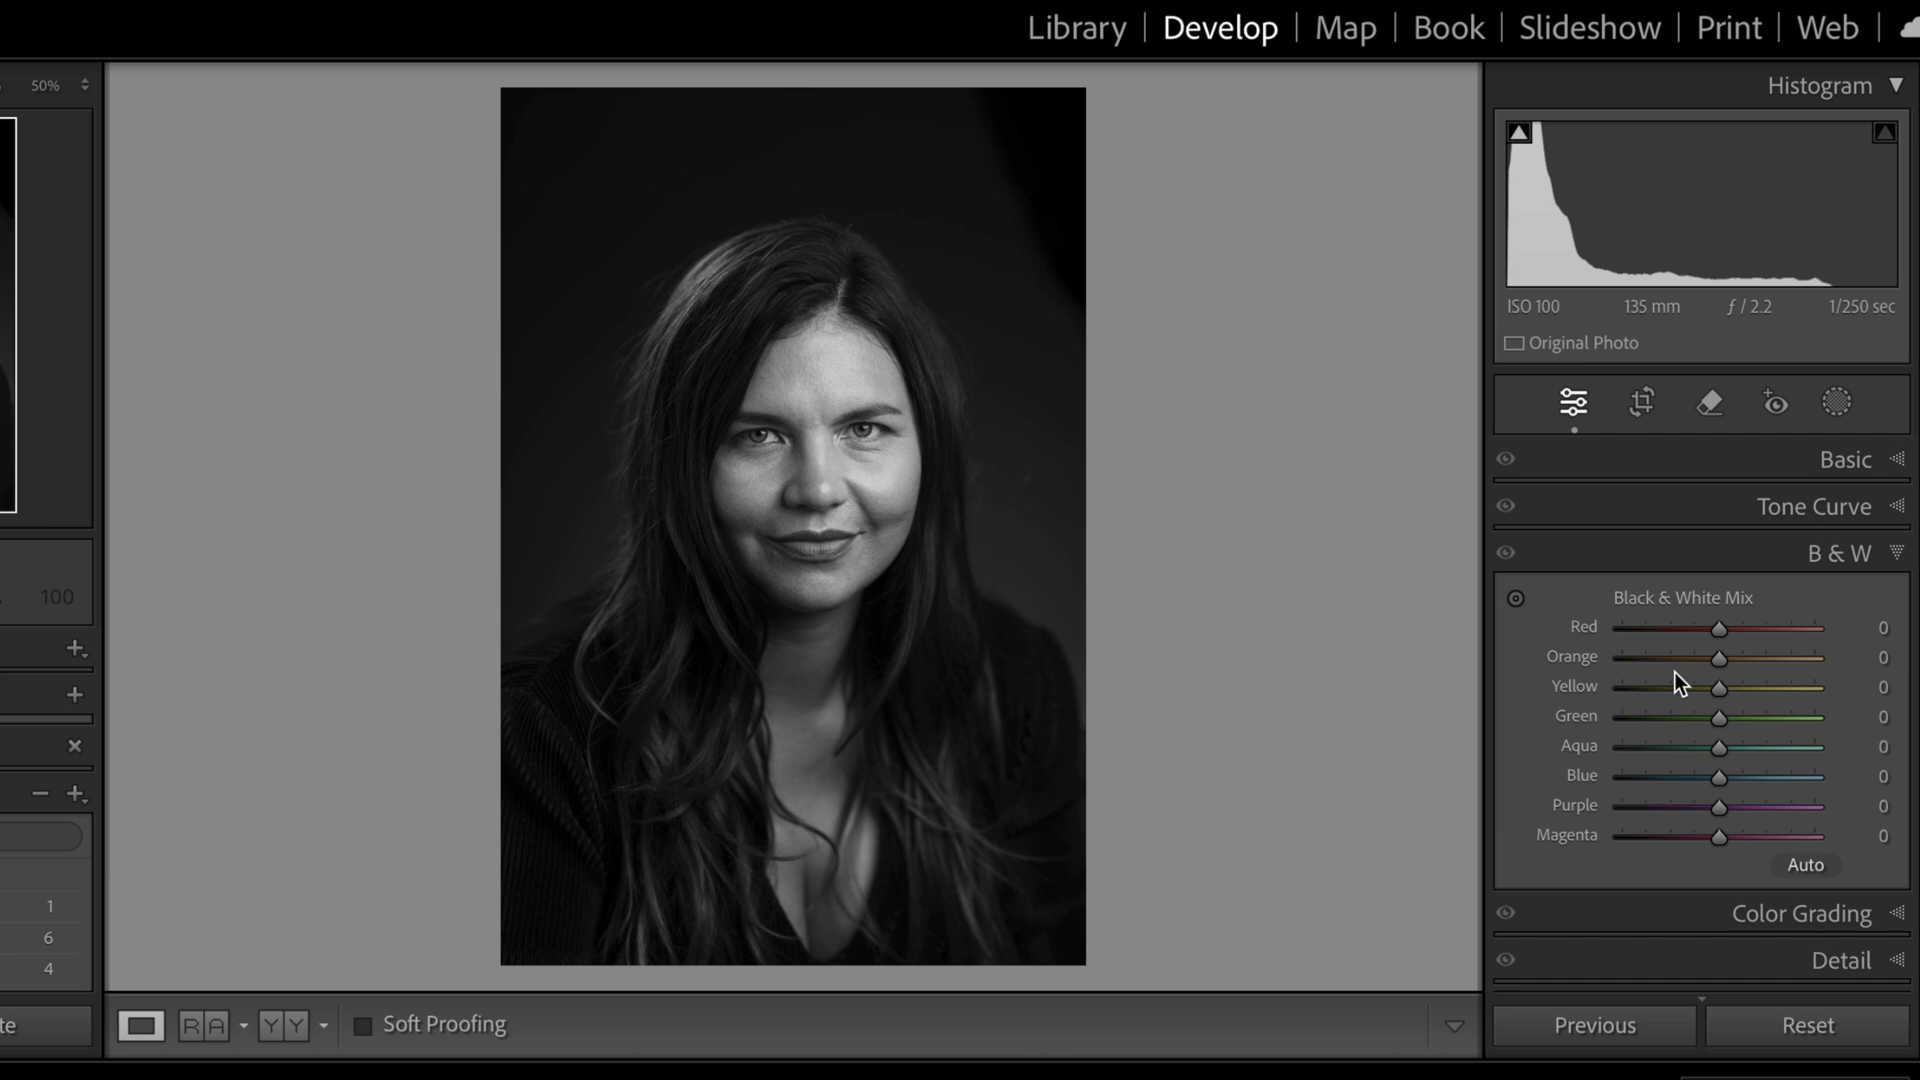 Library | Develop | Map | Book | Slideshow | Print | Web |
50%
Histogram
ISO 100 135 mm ƒ / 2.2 1/250 sec
Original Photo
Basic
Tone Curve
B & W
Black & White Mix
Red 0
Orange 0
Yellow 0
Green 0
Aqua 0
Blue 0
Purple 0
Magenta 0
Auto
Color Grading
Detail
Previous Reset
100
1
6
4
te
R A Y Y Soft Proofing